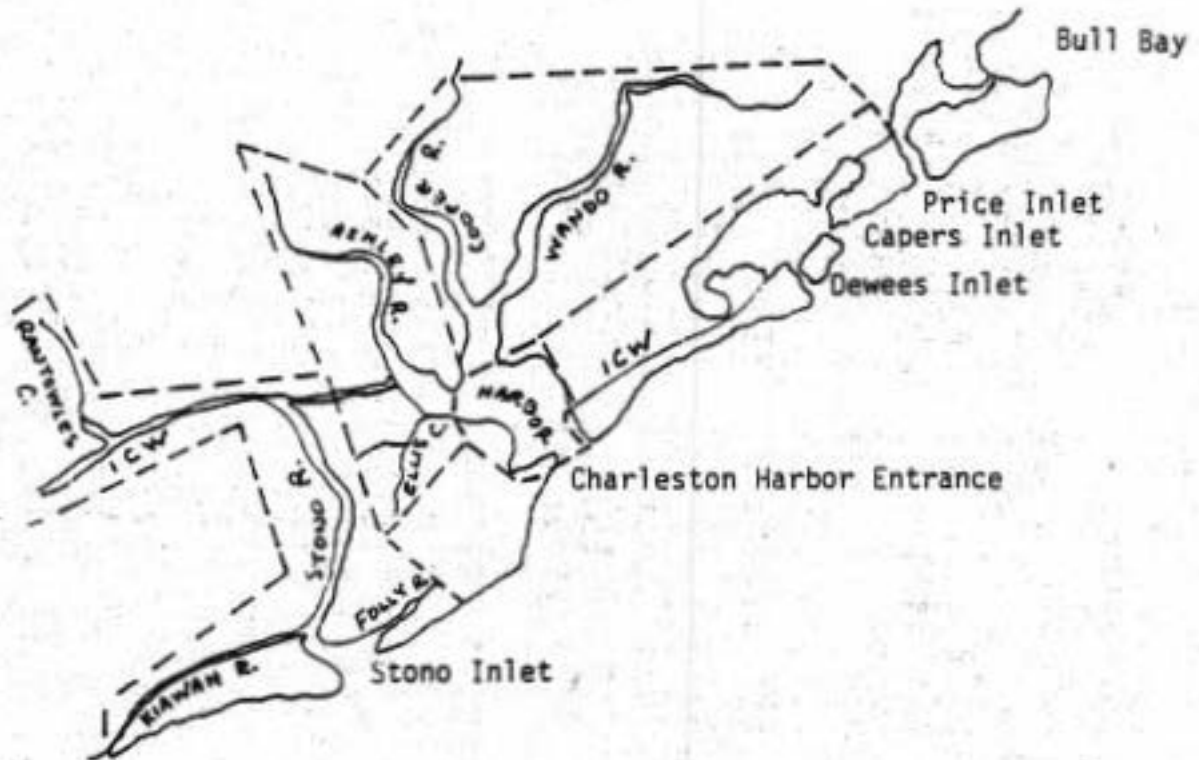 Bull Bay
COOPER R.
WANDO R.
ASHLEY R.
Price Inlet
Capers Inlet
Dewees Inlet
RANTOWLES C.
ICW
ICW
HARBOR
ELLIS C.
Charleston Harbor Entrance
STONO R.
FOLLY R.
Stono Inlet
KIAWAH R.